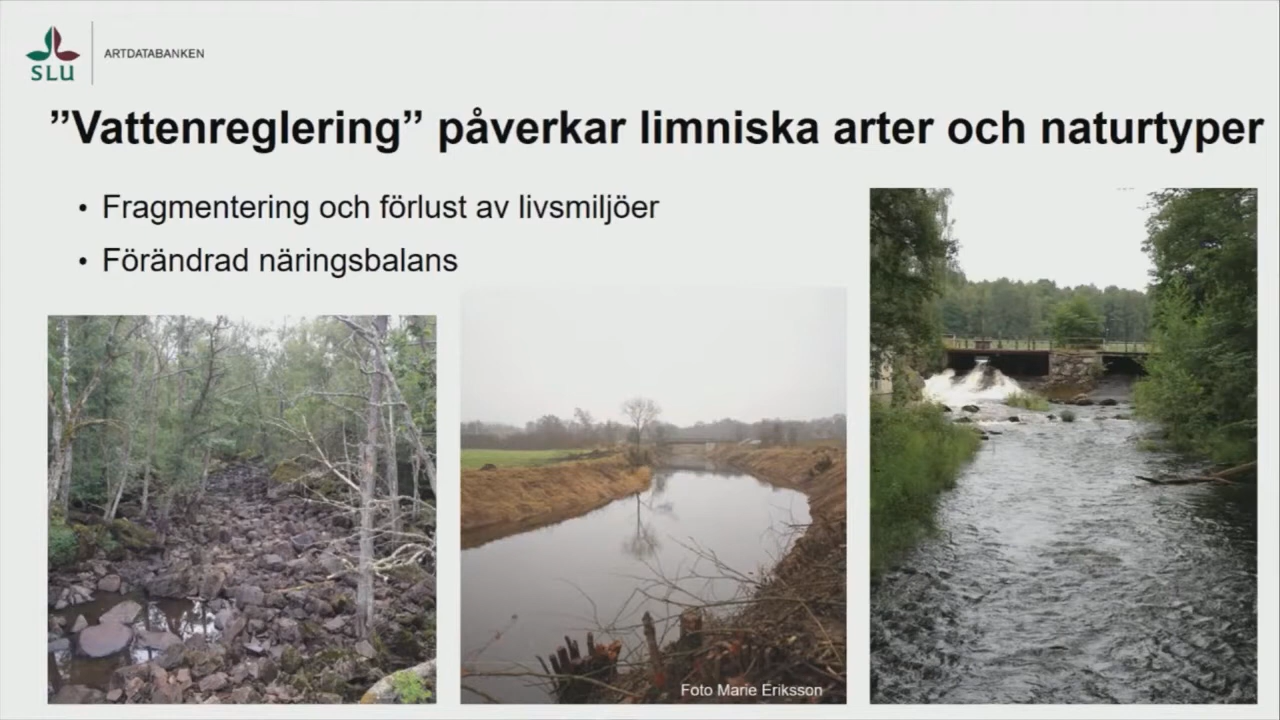 SLU
ARTDATABANKEN
”Vattenreglering” påverkar limniska arter och naturtyper
• Fragmentering och förlust av livsmiljöer
• Förändrad näringsbalans
Foto Marie Eriksson